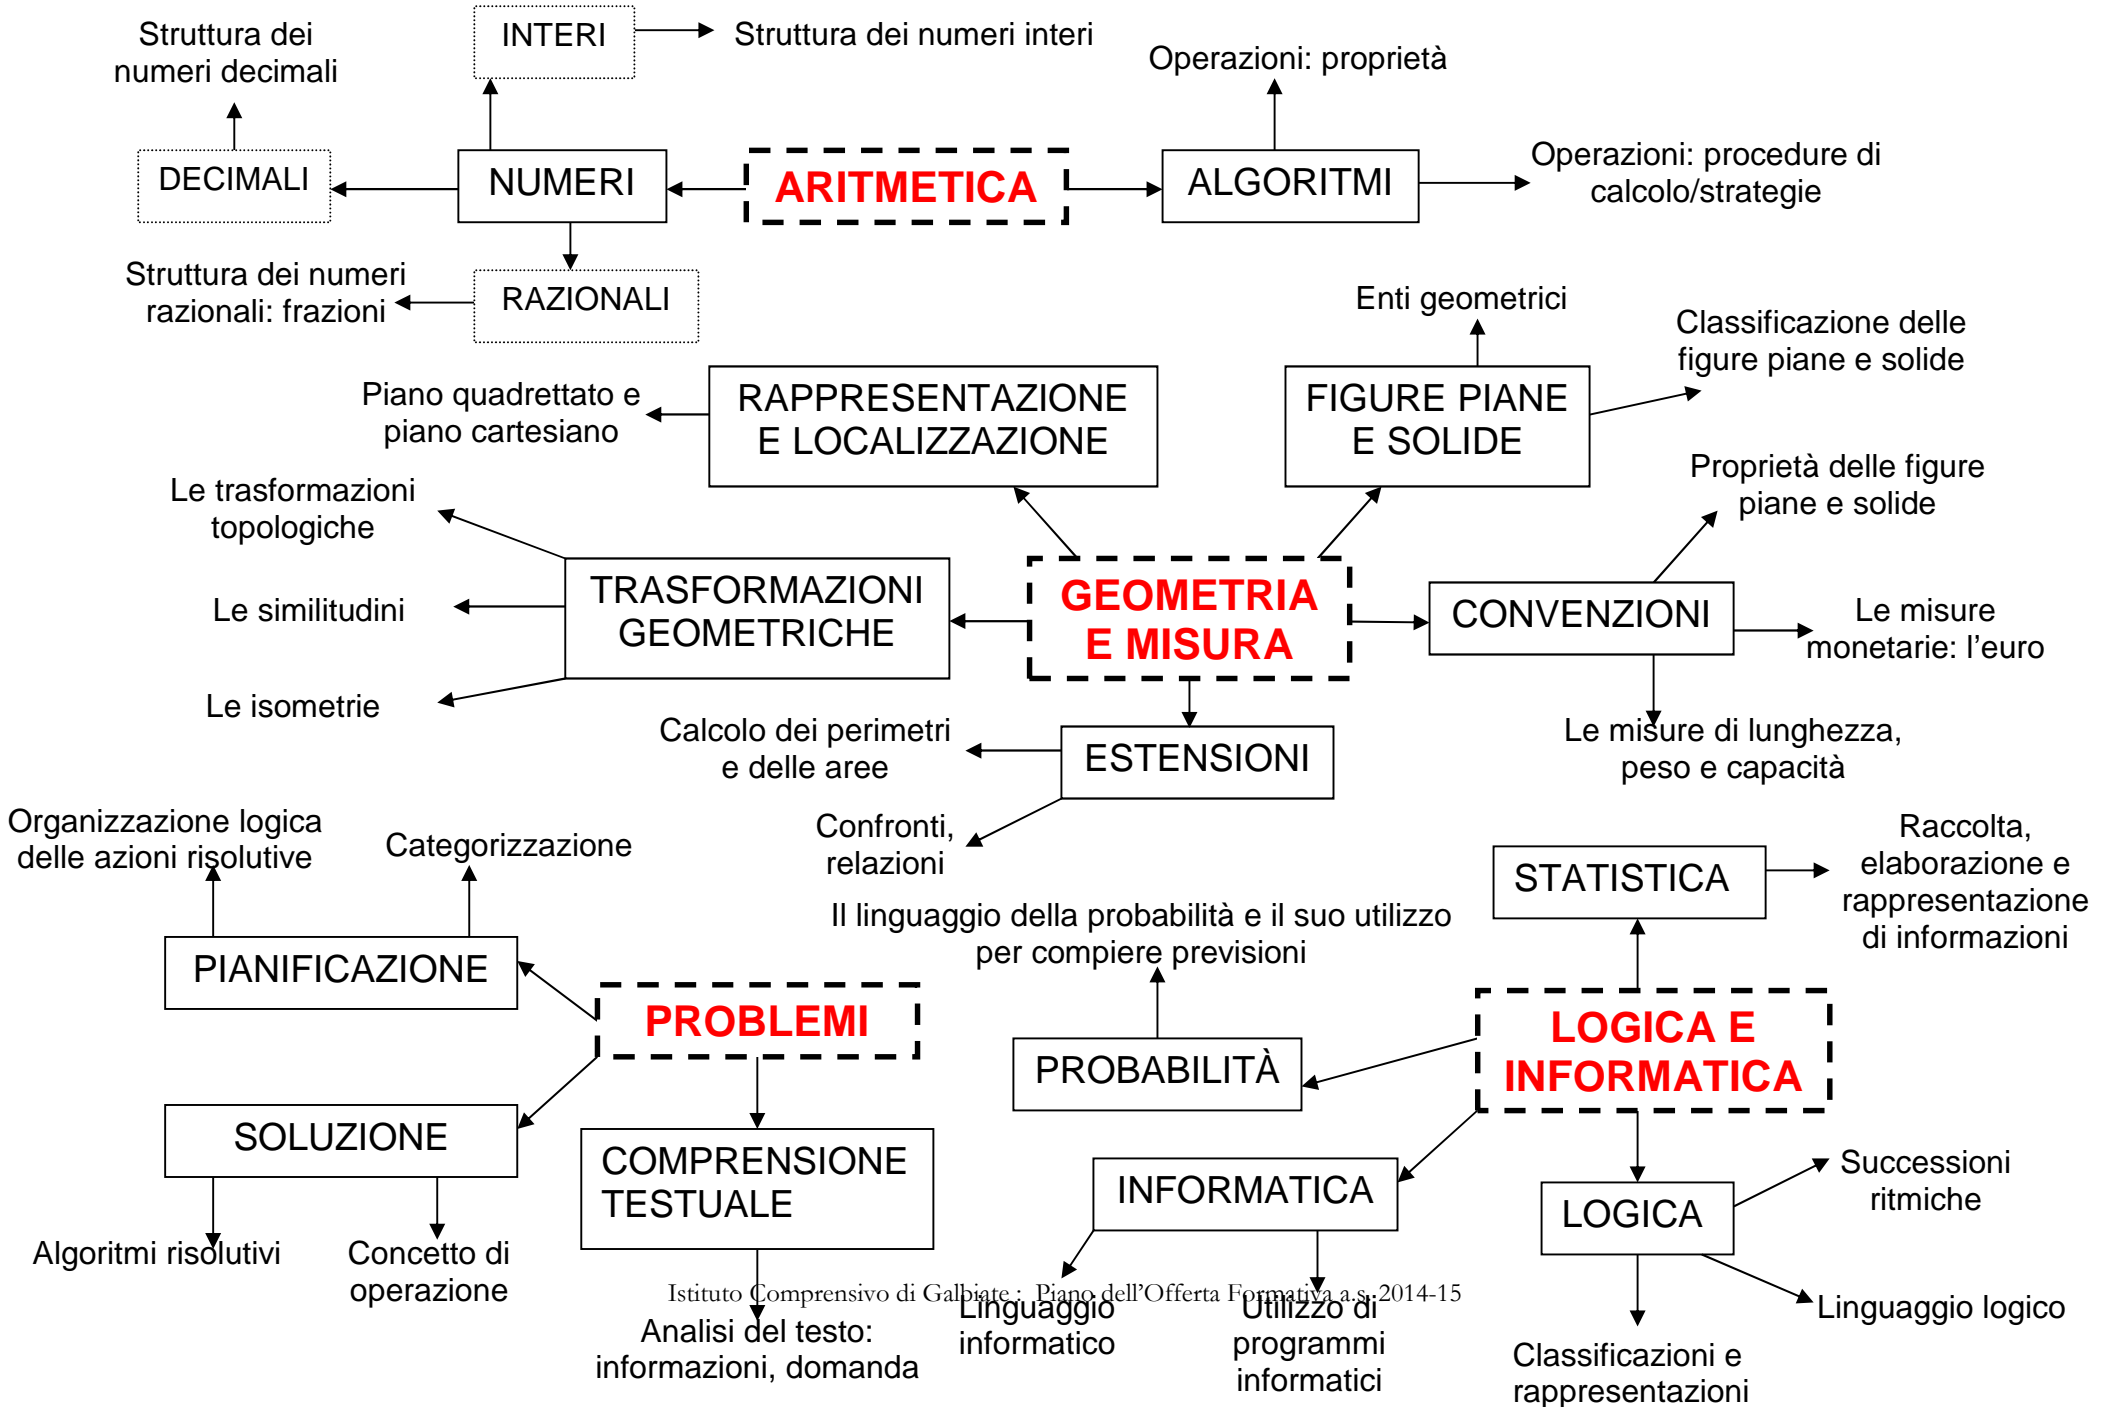 Struttura dei
numeri decimali
INTERI
Struttura dei numeri interi
Operazioni: proprietà
DECIMALI
NUMERI
ARITMETICA
ALGORITMI
Operazioni: procedure di
calcolo/strategie
Struttura dei numeri
razionali: frazioni
RAZIONALI
Enti geometrici
Classificazione delle
figure piane e solide
Piano quadrettato e
piano cartesiano
RAPPRESENTAZIONE
E LOCALIZZAZIONE
FIGURE PIANE
E SOLIDE
Proprietà delle figure
piane e solide
Le trasformazioni
topologiche
Le similitudini
Le isometrie
TRASFORMAZIONI
GEOMETRICHE
GEOMETRIA
E MISURA
CONVENZIONI
Le misure
monetarie: l'euro
Le misure di lunghezza,
peso e capacità
Calcolo dei perimetri
e delle aree
ESTENSIONI
Confronti,
relazioni
Organizzazione logica
delle azioni risolutive
Categorizzazione
PIANIFICAZIONE
PROBLEMI
SOLUZIONE
COMPRENSIONE
TESTUALE
Algoritmi risolutivi
Concetto di
operazione
Analisi del testo:
informazioni, domanda
Il linguaggio della probabilità e il suo utilizzo
per compiere previsioni
STATISTICA
Raccolta,
elaborazione e
rappresentazione
di informazioni
PROBABILITÀ
LOGICA E
INFORMATICA
INFORMATICA
LOGICA
Successioni
ritmiche
Linguaggio logico
Classificazioni e
rappresentazioni
Linguaggio
informatico
Utilizzo di
programmi
informatici
Istituto Comprensivo di Galbiate : Piano dell'Offerta Formativa a.s. 2014-15